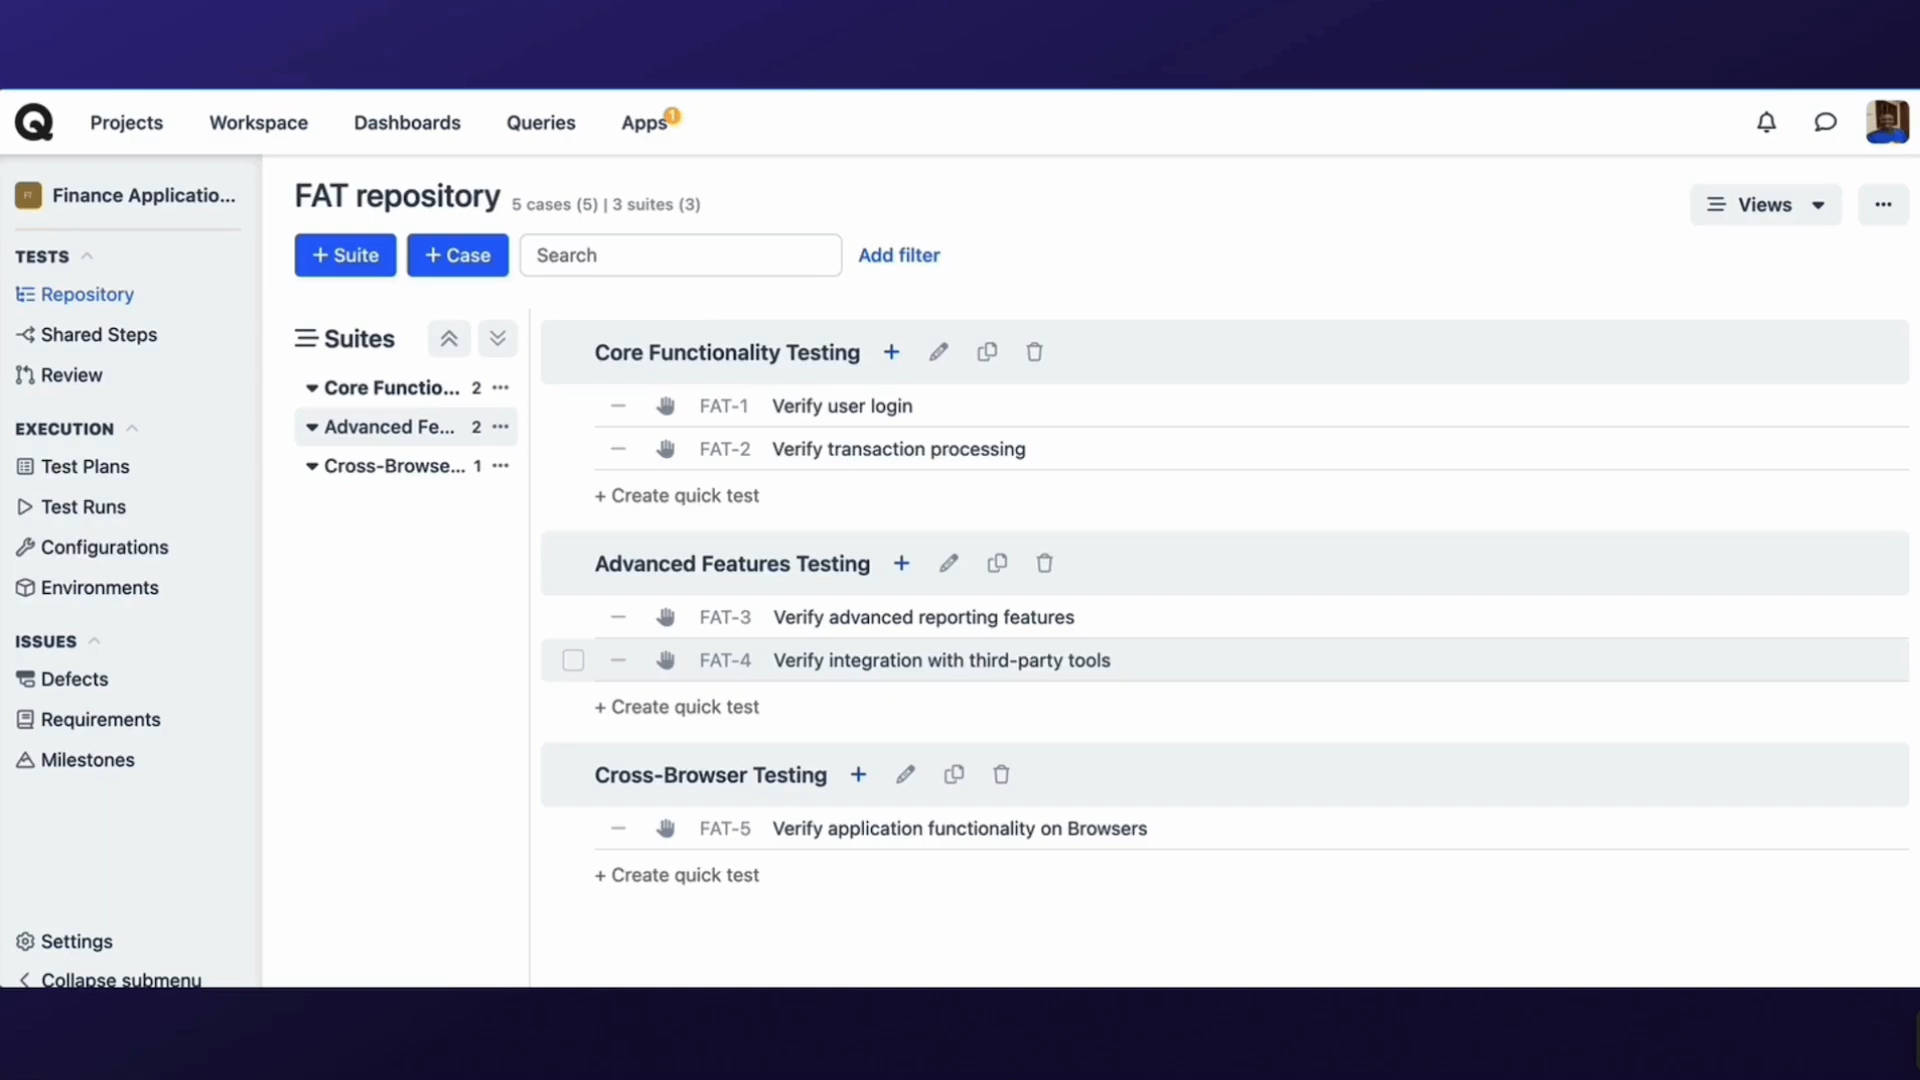 Projects Workspace Dashboards Queries Apps 1
Finance Applicatio...
TESTS
Repository
Shared Steps
Review
EXECUTION
Test Plans
Test Runs
Configurations
Environments
ISSUES
Defects
Requirements
Milestones
Settings
Collapse submenu
FAT repository 5 cases (5) | 3 suites (3)
Views
+ Suite + Case Search Add filter
Suites
Core Functio... 2
Advanced Fe... 2
Cross-Browse... 1
Core Functionality Testing
FAT-1 Verify user login
FAT-2 Verify transaction processing
+ Create quick test
Advanced Features Testing
FAT-3 Verify advanced reporting features
FAT-4 Verify integration with third-party tools
+ Create quick test
Cross-Browser Testing
FAT-5 Verify application functionality on Browsers
+ Create quick test